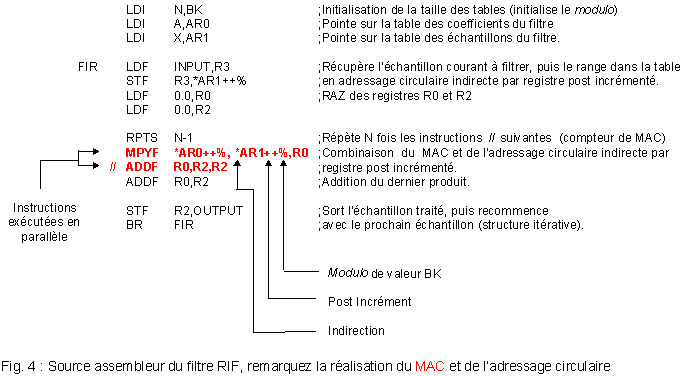 LDI N,BK ;Initialisation de la taille des tables (initialise le modulo)
LDI A,AR0 ;Pointe sur la table des coefficients du filtre
LDI X,AR1 ;Pointe sur la table des échantillons du filtre.
FIR LDF INPUT,R3 ;Récupère l'échantillon courant à filtrer, puis le range dans la table
STF R3,*AR1++% ;en adressage circulaire indirecte par registre post incrémenté.
LDF 0.0,R0 ;RAZ des registres R0 et R2
LDF 0.0,R2
RPTS N-1 ;Répète N fois les instructions // suivantes (compteur de MAC)
MPYF *AR0++%, *AR1++%,R0 ;Combinaison du MAC et de l'adressage circulaire indirecte par
// ADDF R0,R2,R2 ;registre post incrémenté.
ADDF R0,R2 ;Addition du dernier produit.
Instructions
exécutées en
parallèle
STF R2,OUTPUT ;Sort l'échantillon traité, puis recommence
BR FIR ;avec le prochain échantillon (structure itérative).
Modulo de valeur BK
Post Incrément
Indirection
Fig. 4 : Source assembleur du filtre RIF, remarquez la réalisation du MAC et de l'adressage circulaire